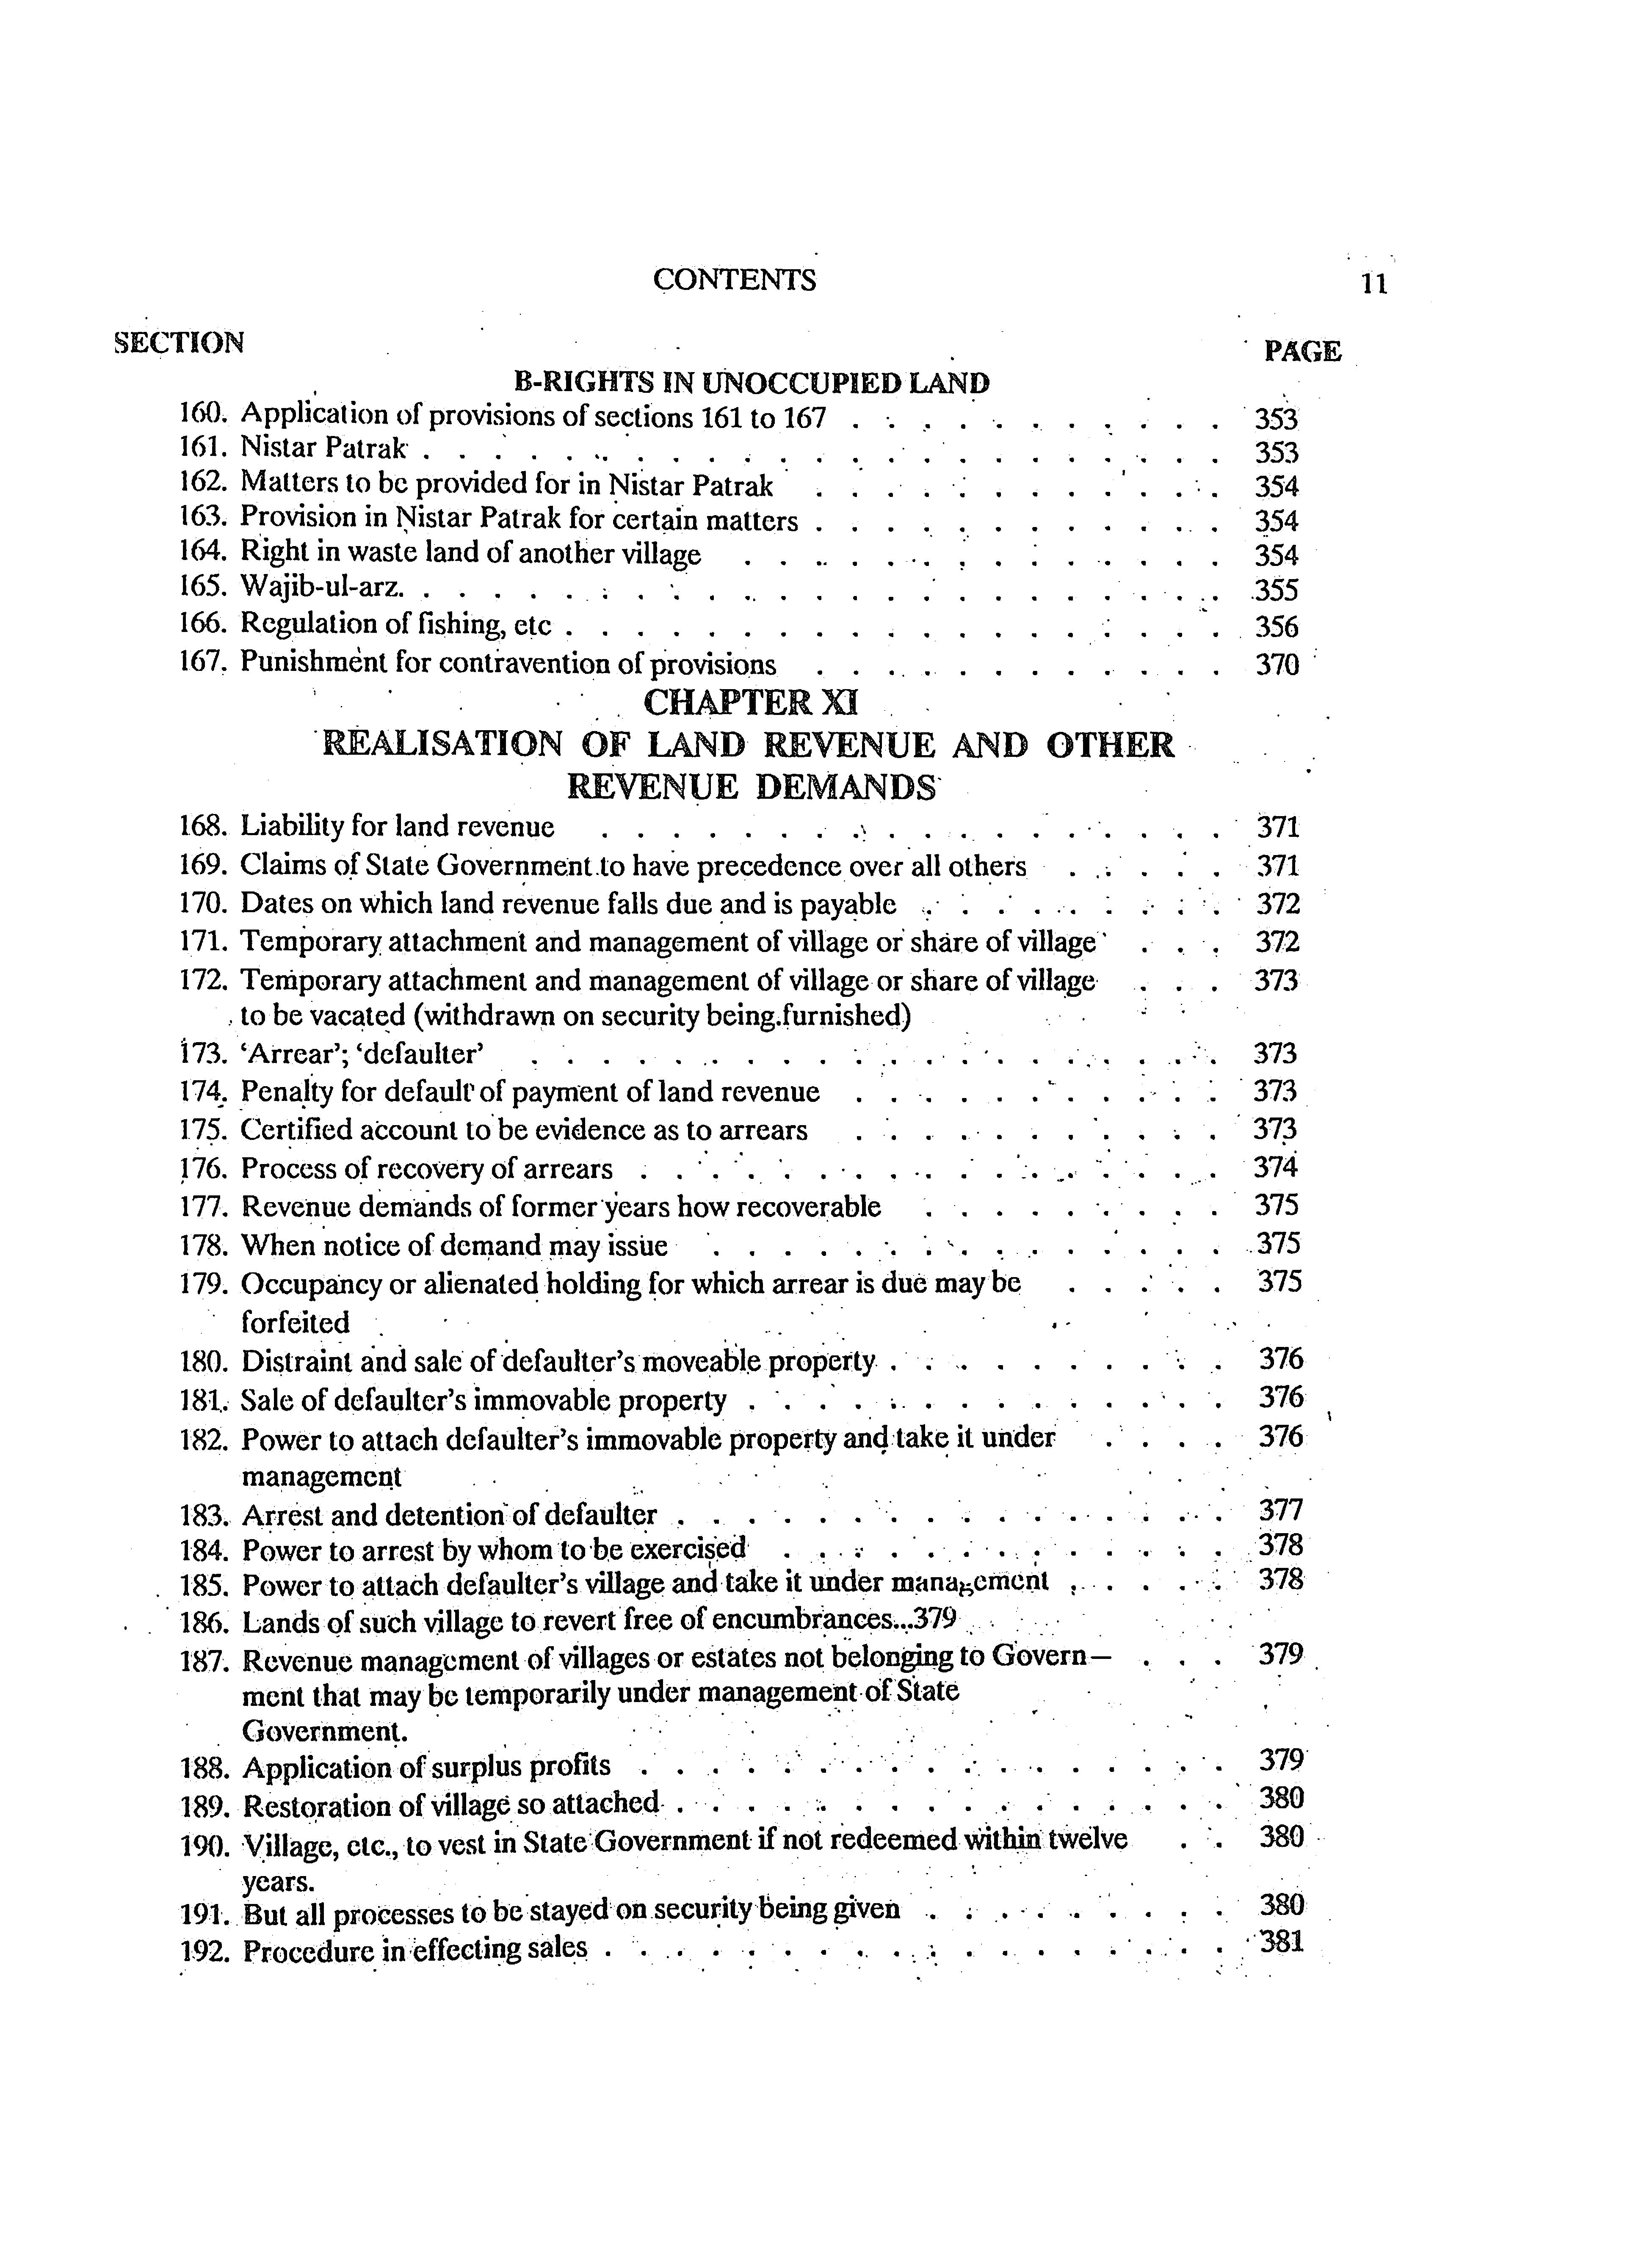 CONTENTS 11
SECTION PAGE
B-RIGHTS IN UNOCCUPIED LAND
160. Application of provisions of sections 161 to 167 . . . . . . . . . . . 353
161. Nistar Patrak . . . . . . . . . . . . . . . . . . . . . . . 353
162. Matters to be provided for in Nistar Patrak . . . . . . . . . . . . 354
163. Provision in Nistar Patrak for certain matters . . . . . . . . . . . . 354
164. Right in waste land of another village . . . . . . . . . . . . . . 354
165. Wajib-ul-arz. . . . . . . . . . . . . . . . . . . . . . . . 355
166. Regulation of fishing, etc . . . . . . . . . . . . . . . . . . . 356
167. Punishment for contravention of provisions . . . . . . . . . . . . 370
CHAPTER XI
REALISATION OF LAND REVENUE AND OTHER
REVENUE DEMANDS
168. Liability for land revenue . . . . . . . . . . . . . . . . . . 371
169. Claims of State Government to have precedence over all others . . . . . 371
170. Dates on which land revenue falls due and is payable . . . . . . . . . 372
171. Temporary attachment and management of village or share of village . . . 372
172. Temporary attachment and management of village or share of village . . . 373
to be vacated (withdrawn on security being furnished)
173. ‘Arrear’; ‘defaulter’ . . . . . . . . . . . . . . . . . . . . 373
174. Penalty for default of payment of land revenue . . . . . . . . . . . 373
175. Certified account to be evidence as to arrears . . . . . . . . . . . 373
176. Process of recovery of arrears . . . . . . . . . . . . . . . . . 374
177. Revenue demands of former years how recoverable . . . . . . . . . 375
178. When notice of demand may issue . . . . . . . . . . . . . . . 375
179. Occupancy or alienated holding for which arrear is due may be . . . . . 375
forfeited
180. Distraint and sale of defaulter’s moveable property . . . . . . . . . . 376
181. Sale of defaulter’s immovable property . . . . . . . . . . . . . . 376
182. Power to attach defaulter’s immovable property and take it under . . . . 376
management
183. Arrest and detention of defaulter . . . . . . . . . . . . . . . . 377
184. Power to arrest by whom to be exercised . . . . . . . . . . . . . 378
185. Power to attach defaulter’s village and take it under management . . . . . 378
186. Lands of such village to revert free of encumbrances...379
187. Revenue management of villages or estates not belonging to Govern— . . . 379
ment that may be temporarily under management of State
Government.
188. Application of surplus profits . . . . . . . . . . . . . . . . . 379
189. Restoration of village so attached . . . . . . . . . . . . . . . . 380
190. Village, etc., to vest in State Government if not redeemed within twelve . . 380
years.
191. But all processes to be stayed on security being given . . . . . . . . . 380
192. Procedure in effecting sales . . . . . . . . . . . . . . . . . . 381